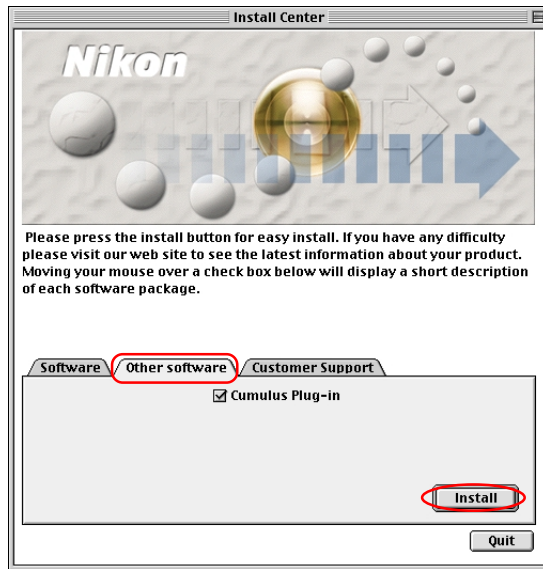 Install Center
Nikon
Please press the install button for easy install. If you have any difficulty
please visit our web site to see the latest information about your product.
Moving your mouse over a check box below will display a short description
of each software package.
Software Other software Customer Support
Cumulus Plug-in
Install
Quit